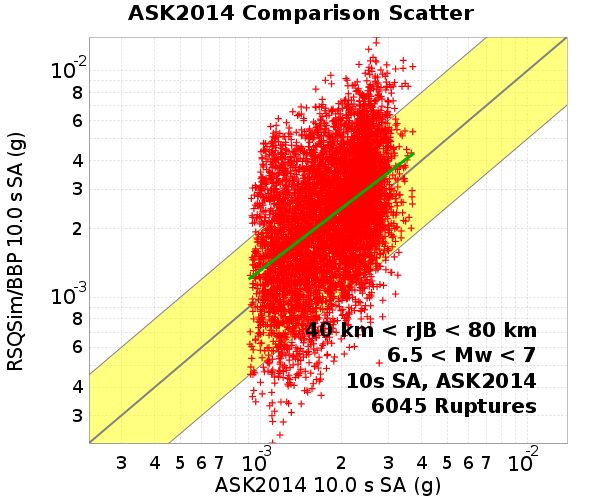 ASK2014 Comparison Scatter
RSQSim/BBP 10.0 s SA (g)
10-2
8
6
4
3
2
10-3
8
6
4
3
40 km < rJB < 80 km
6.5 < Mw < 7
10s SA, ASK2014
6045 Ruptures
3 4 5 6 7 10-3 2 3 4 5 6 7 10-2
ASK2014 10.0 s SA (g)